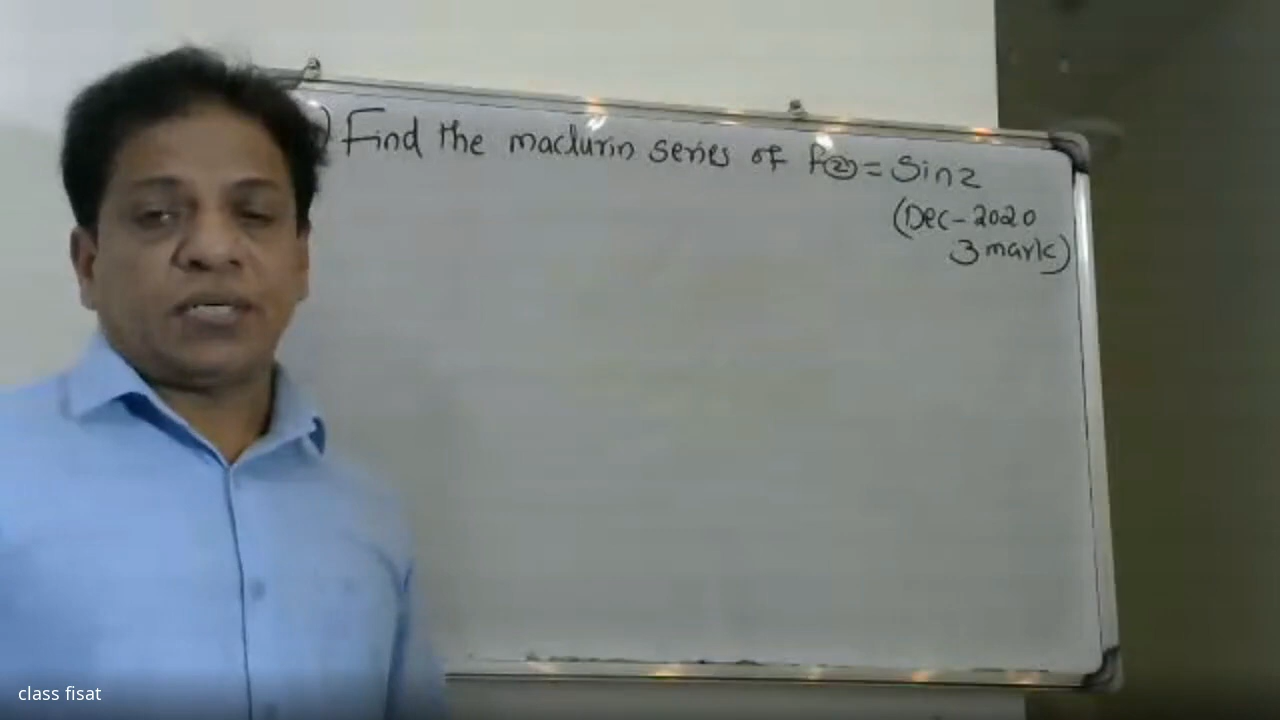 ) Find the maclurin series of f(z) = Sin z
(Dec-2020
3 mark)
class fisat